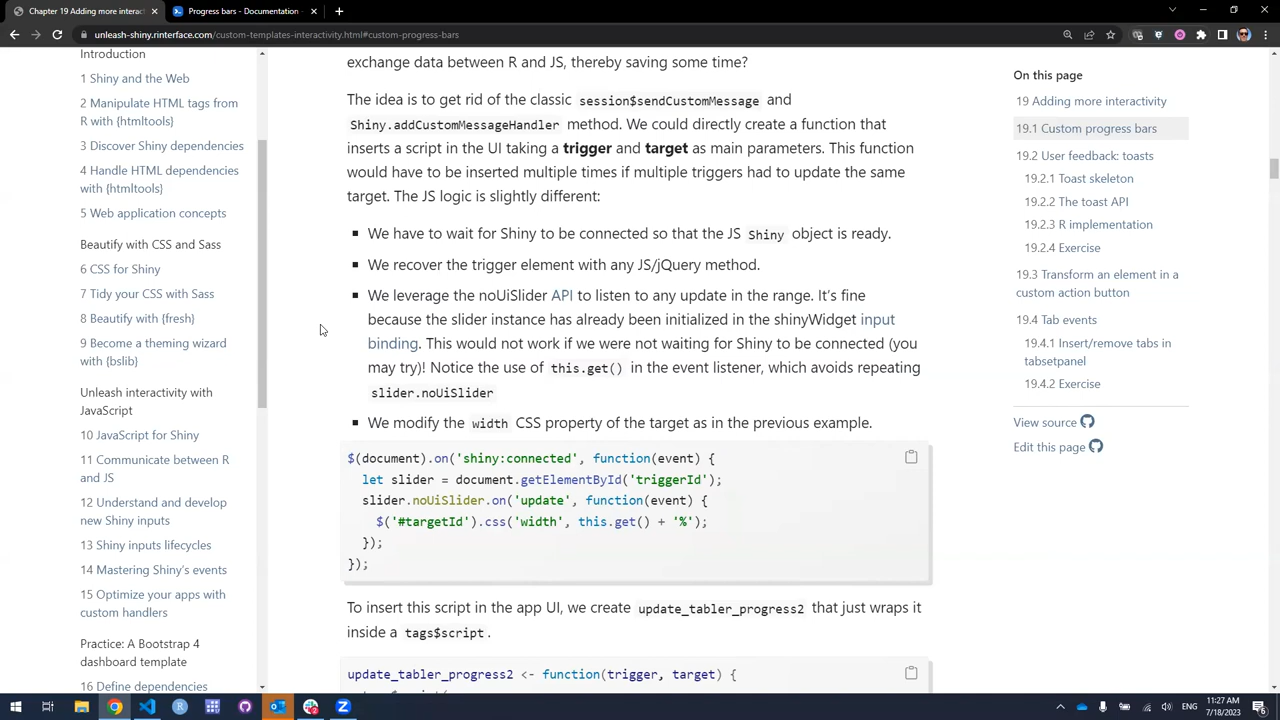 Chapter 19 Adding more interac
Progress bars - Documentation
unleash-shiny.rinterface.com/custom-templates-interactivity.html#custom-progress-bars
Introduction
1 Shiny and the Web
2 Manipulate HTML tags from
R with {htmltools}
3 Discover Shiny dependencies
4 Handle HTML dependencies
with {htmltools}
5 Web application concepts
Beautify with CSS and Sass
6 CSS for Shiny
7 Tidy your CSS with Sass
8 Beautify with {fresh}
9 Become a theming wizard
with {bslib}
Unleash interactivity with
JavaScript
10 JavaScript for Shiny
11 Communicate between R
and JS
12 Understand and develop
new Shiny inputs
13 Shiny inputs lifecycles
14 Mastering Shiny's events
15 Optimize your apps with
custom handlers
Practice: A Bootstrap 4
dashboard template
16 Define dependencies
exchange data between R and JS, thereby saving some time?
The idea is to get rid of the classic session$sendCustomMessage and
Shiny.addCustomMessageHandler method. We could directly create a function that
inserts a script in the UI taking a trigger and target as main parameters. This function
would have to be inserted multiple times if multiple triggers had to update the same
target. The JS logic is slightly different:
We have to wait for Shiny to be connected so that the JS Shiny object is ready.
We recover the trigger element with any JS/jQuery method.
We leverage the noUiSlider API to listen to any update in the range. It's fine
because the slider instance has already been initialized in the shinyWidget input
binding. This would not work if we were not waiting for Shiny to be connected (you
may try)! Notice the use of this.get() in the event listener, which avoids repeating
slider.noUiSlider
We modify the width CSS property of the target as in the previous example.
$(document).on('shiny:connected', function(event) {
let slider = document.getElementById('triggerId');
slider.noUiSlider.on('update', function(event) {
$('#targetId').css('width', this.get() + '%');
});
});
To insert this script in the app UI, we create update_tabler_progress2 that just wraps it
inside a tags$script.
update_tabler_progress2 <- function(trigger, target) {
On this page
19 Adding more interactivity
19.1 Custom progress bars
19.2 User feedback: toasts
19.2.1 Toast skeleton
19.2.2 The toast API
19.2.3 R implementation
19.2.4 Exercise
19.3 Transform an element in a
custom action button
19.4 Tab events
19.4.1 Insert/remove tabs in
tabsetpanel
19.4.2 Exercise
View source
Edit this page
ENG
11:27 AM
7/18/2023